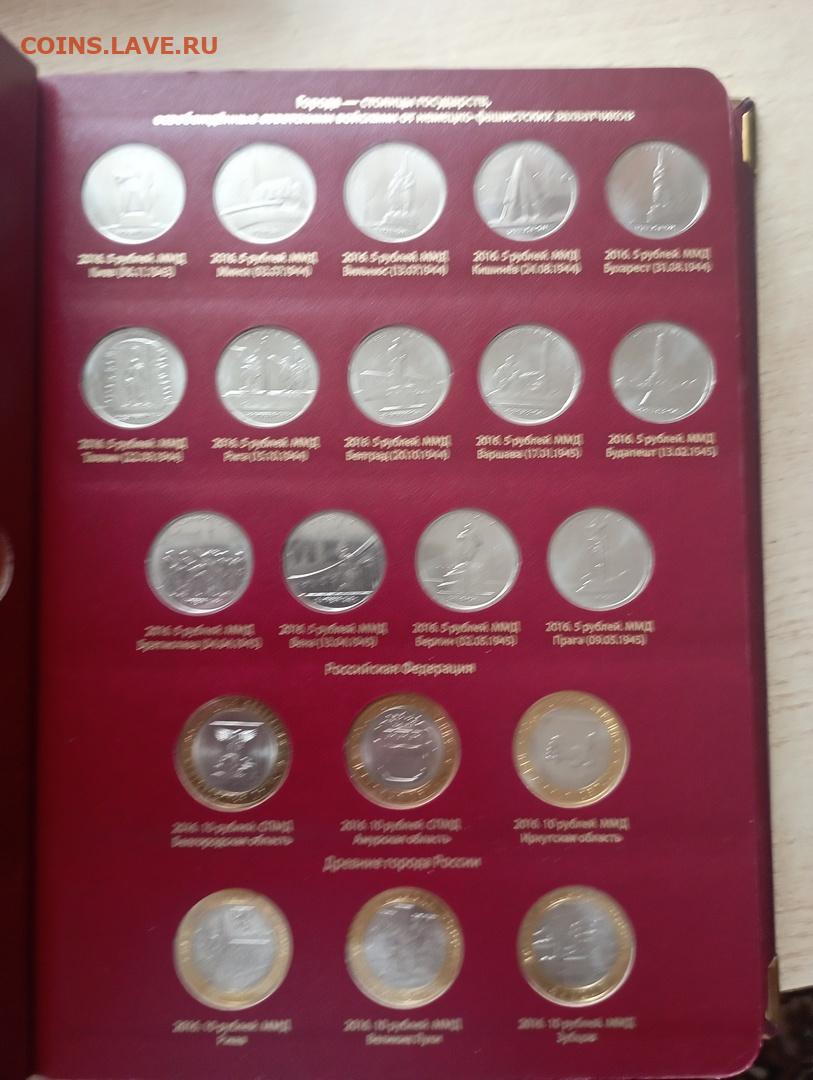 COINS.LAVE.RU
Города — столицы государств,
освобождённые советскими войсками от немецко-фашистских захватчиков
2016. 5 рублей. ММД 2016. 5 рублей. ММД 2016. 5 рублей. ММД 2016. 5 рублей. ММД 2016. 5 рублей. ММД
Киев Минск (03.07.1944) Вильнюс (13.07.1944) Кишинёв (24.08.1944) Бухарест (31.08.1944)
2016. 5 рублей. ММД 2016. 5 рублей. ММД 2016. 5 рублей. ММД 2016. 5 рублей. ММД 2016. 5 рублей. ММД
Таллин Рига (15.10.1944) Белград (20.10.1944) Варшава (17.01.1945) Будапешт (13.02.1945)
2016. 5 рублей. ММД 2016. 5 рублей. ММД 2016. 5 рублей. ММД 2016. 5 рублей. ММД
Братислава (04.04.1945) Вена (13.04.1945) Берлин (02.05.1945) Прага (09.05.1945)
Российская Федерация
2016. 10 рублей. СПМД 2016. 10 рублей. СПМД 2016. 10 рублей. ММД
Белгородская область Амурская область Иркутская область
Древние города России
2016. 10 рублей. ММД 2016. 10 рублей. ММД 2016. 10 рублей. ММД
Ржев Великие Луки Зубцов